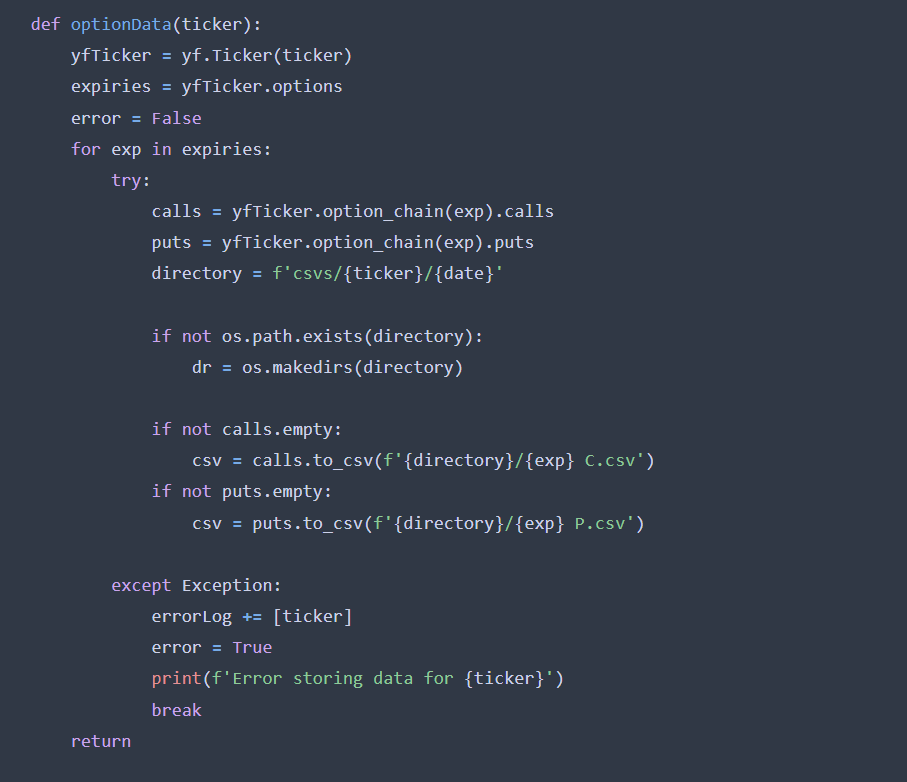 def optionData(ticker):
    yfTicker = yf.Ticker(ticker)
    expiries = yfTicker.options
    error = False
    for exp in expiries:
        try:
            calls = yfTicker.option_chain(exp).calls
            puts = yfTicker.option_chain(exp).puts
            directory = f'csvs/{ticker}/{date}'

            if not os.path.exists(directory):
                dr = os.makedirs(directory)

            if not calls.empty:
                csv = calls.to_csv(f'{directory}/{exp} C.csv')
            if not puts.empty:
                csv = puts.to_csv(f'{directory}/{exp} P.csv')

        except Exception:
            errorLog += [ticker]
            error = True
            print(f'Error storing data for {ticker}')
            break
    return